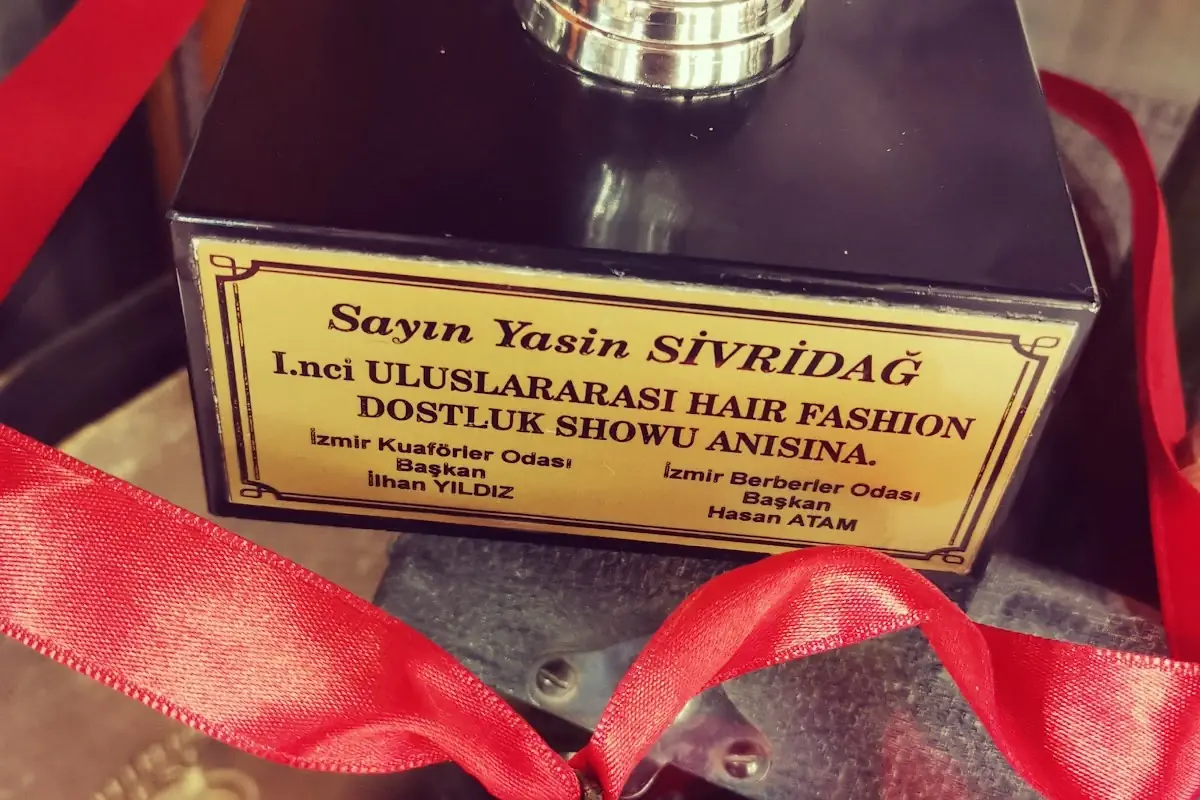 Sayın Yasin SİVRİDAĞ
I.nci ULUSLARARASI HAIR FASHION
DOSTLUK SHOWU ANISINA.
İzmir Kuaförler Odası
Başkan
İlhan YILDIZ
İzmir Berberler Odası
Başkan
Hasan ATAM